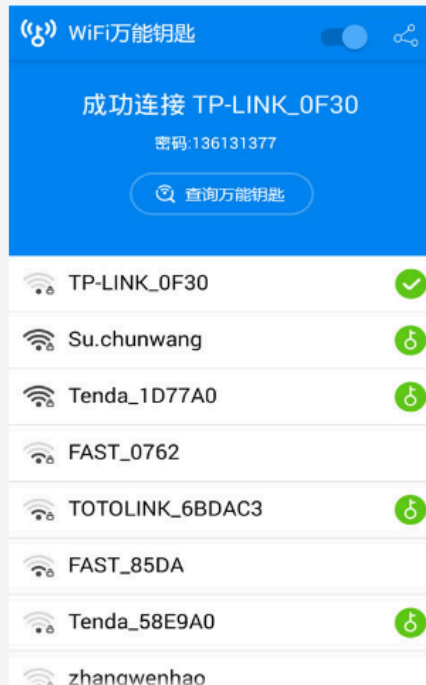 WiFi万能钥匙
成功连接 TP-LINK_0F30
密码:136131377
查询万能钥匙
TP-LINK_0F30
Su.chunwang
Tenda_1D77A0
FAST_0762
TOTOLINK_6BDAC3
FAST_85DA
Tenda_58E9A0
zhangwenhao